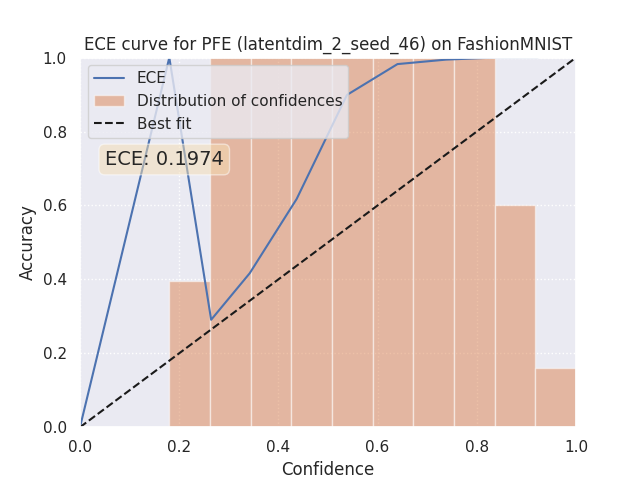 ECE curve for PFE (latentdim_2_seed_46) on FashionMNIST
1.0
0.8
0.6
0.4
0.2
0.0
Accuracy
ECE
Distribution of confidences
Best fit
ECE: 0.1974
0.0 0.2 0.4 0.6 0.8 1.0
Confidence